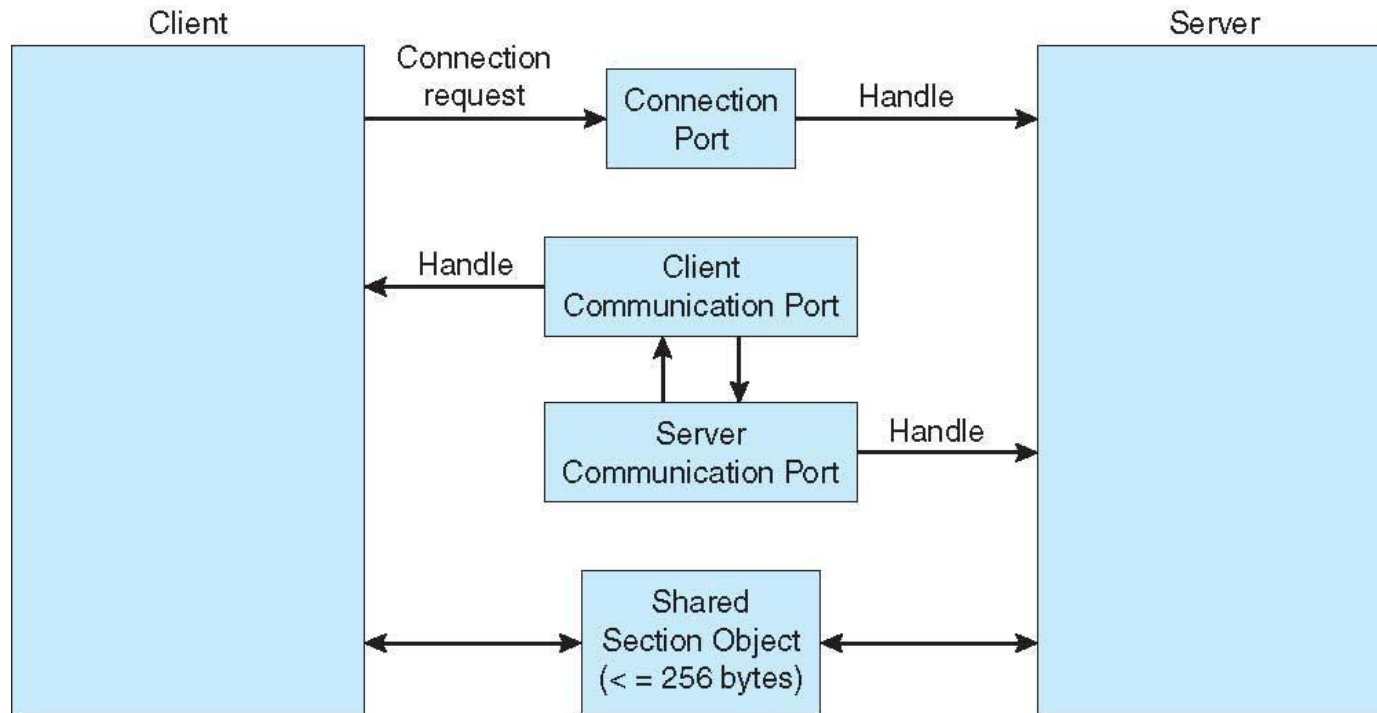 Client
Server
Connection
request
Connection
Port
Handle
Handle
Client
Communication Port
Server
Communication Port
Handle
Shared
Section Object
(< = 256 bytes)